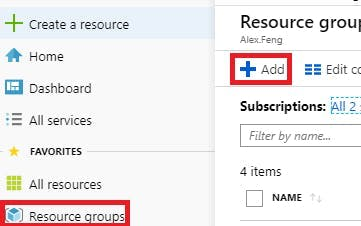 Create a resource
Home
Dashboard
All services
FAVORITES
All resources
Resource groups
Resource group
Alex.Feng
Add
Edit co
Subscriptions: All 2
Filter by name...
4 items
NAME